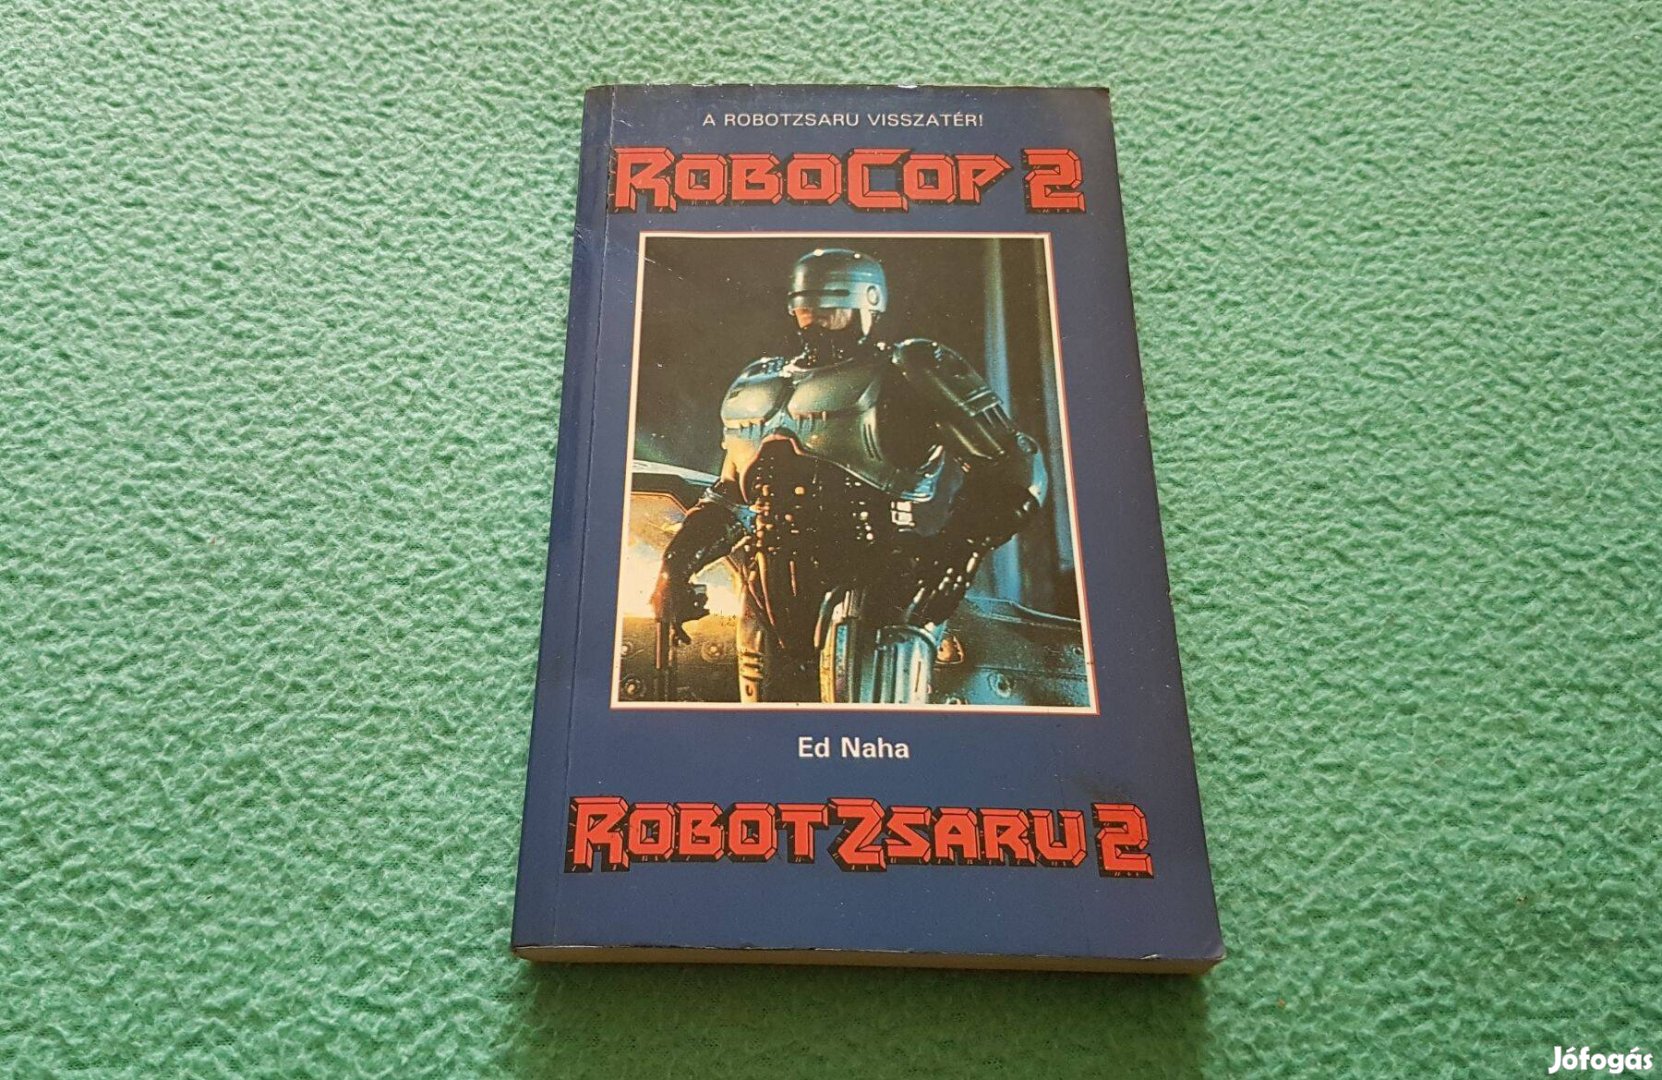 A ROBOTZSARU VISSZATÉR!
ROBOCOP 2
Ed Naha
ROBOTZSARU 2
Jófogás